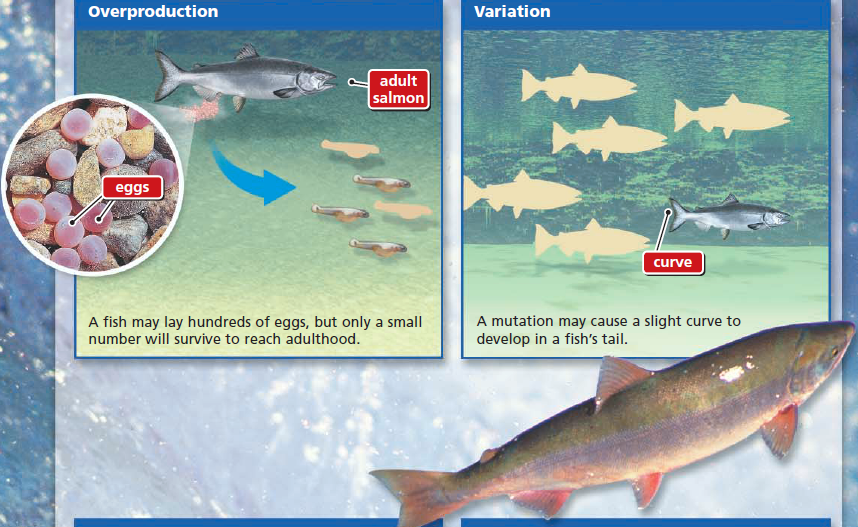 Overproduction
adult
salmon
eggs
A fish may lay hundreds of eggs, but only a small
number will survive to reach adulthood.
Variation
curve
A mutation may cause a slight curve to
develop in a fish's tail.